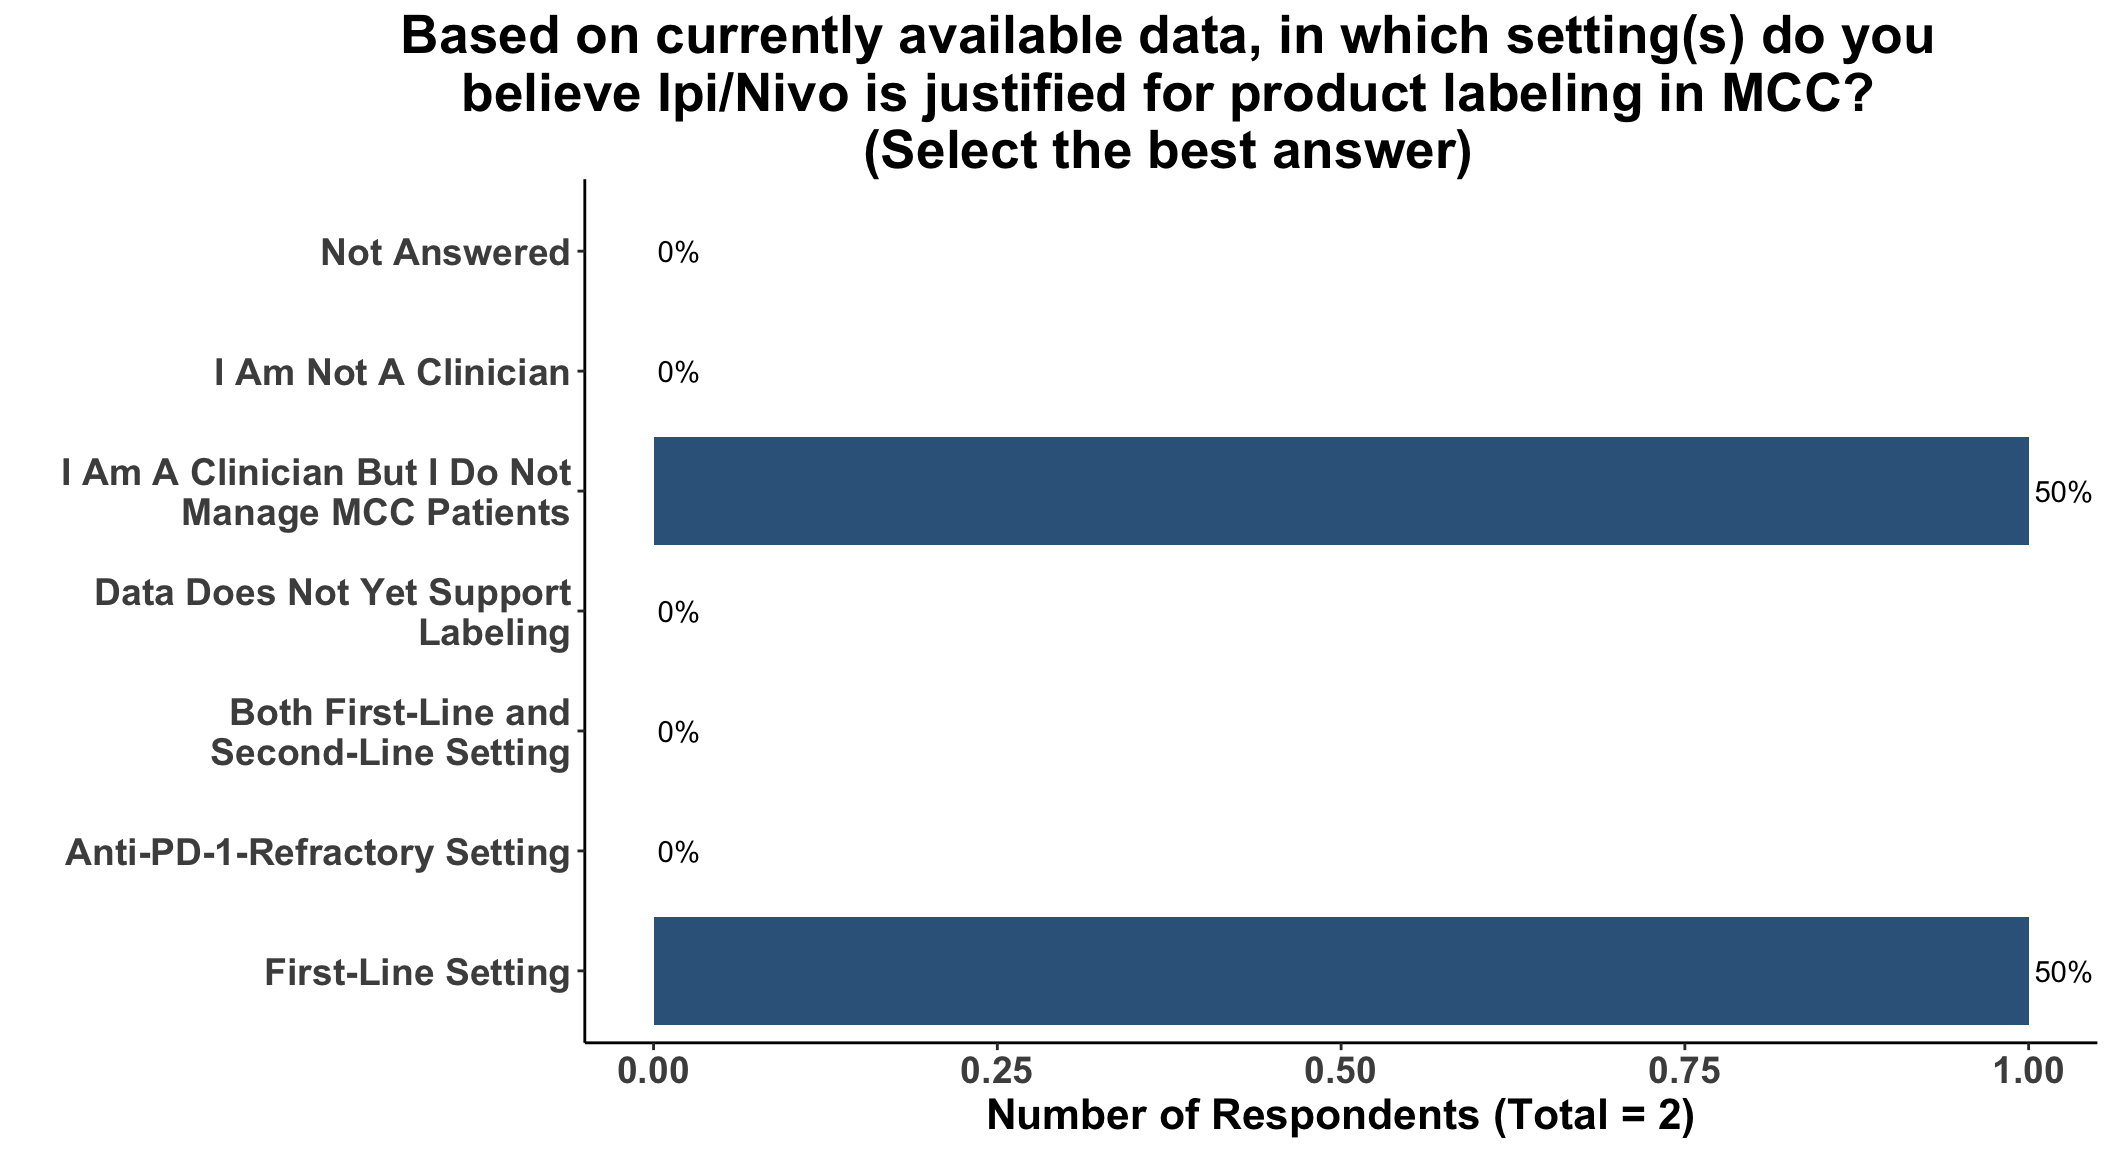 Based on currently available data, in which setting(s) do you
believe Ipi/Nivo is justified for product labeling in MCC?
(Select the best answer)
Not Answered
0%
I Am Not A Clinician
0%
I Am A Clinician But I Do Not
Manage MCC Patients
50%
Data Does Not Yet Support
Labeling
0%
Both First-Line and
Second-Line Setting
0%
Anti-PD-1-Refractory Setting
0%
First-Line Setting
50%
0.00 0.25 0.50 0.75 1.00
Number of Respondents (Total = 2)